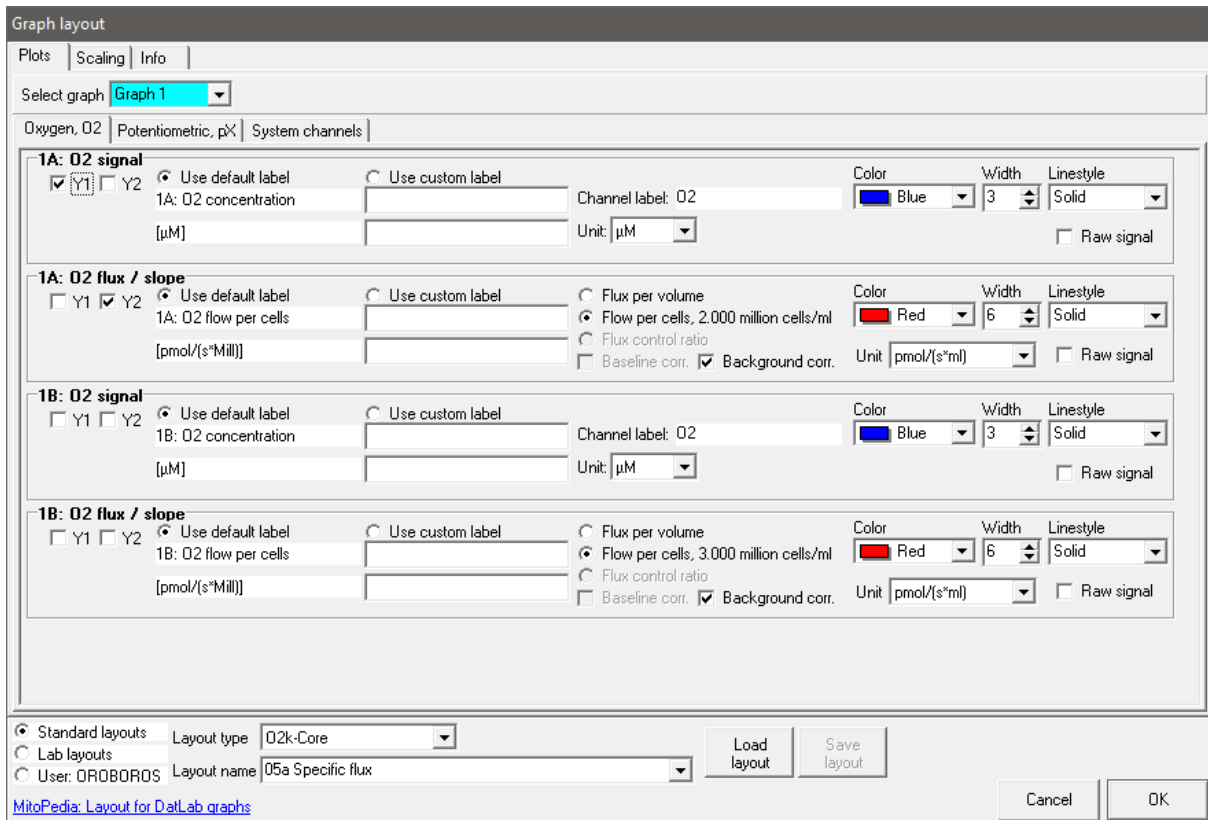 Graph layout
Plots Scaling Info
Select graph Graph 1
Oxygen, O2 Potentiometric, pX System channels
1A: O2 signal
Y1 Y2 Use default label Use custom label Color Width Linestyle
1A: O2 concentration Channel label: O2 Blue 3 Solid
[µM] Unit: µM Raw signal
1A: O2 flux / slope
Y1 Y2 Use default label Use custom label Flux per volume Color Width Linestyle
1A: O2 flow per cells Flow per cells, 2.000 million cells/ml Red 6 Solid
Flux control ratio
[pmol/(s*Mill)] Baseline corr. Background corr. Unit pmol/(s*ml) Raw signal
1B: O2 signal
Y1 Y2 Use default label Use custom label Color Width Linestyle
1B: O2 concentration Channel label: O2 Blue 3 Solid
[µM] Unit: µM Raw signal
1B: O2 flux / slope
Y1 Y2 Use default label Use custom label Flux per volume Color Width Linestyle
1B: O2 flow per cells Flow per cells, 3.000 million cells/ml Red 6 Solid
Flux control ratio
[pmol/(s*Mill)] Baseline corr. Background corr. Unit pmol/(s*ml) Raw signal
Standard layouts Layout type O2k-Core Load layout Save layout
Lab layouts
User: OROBOROS Layout name 05a Specific flux
MitoPedia: Layout for DatLab graphs Cancel OK